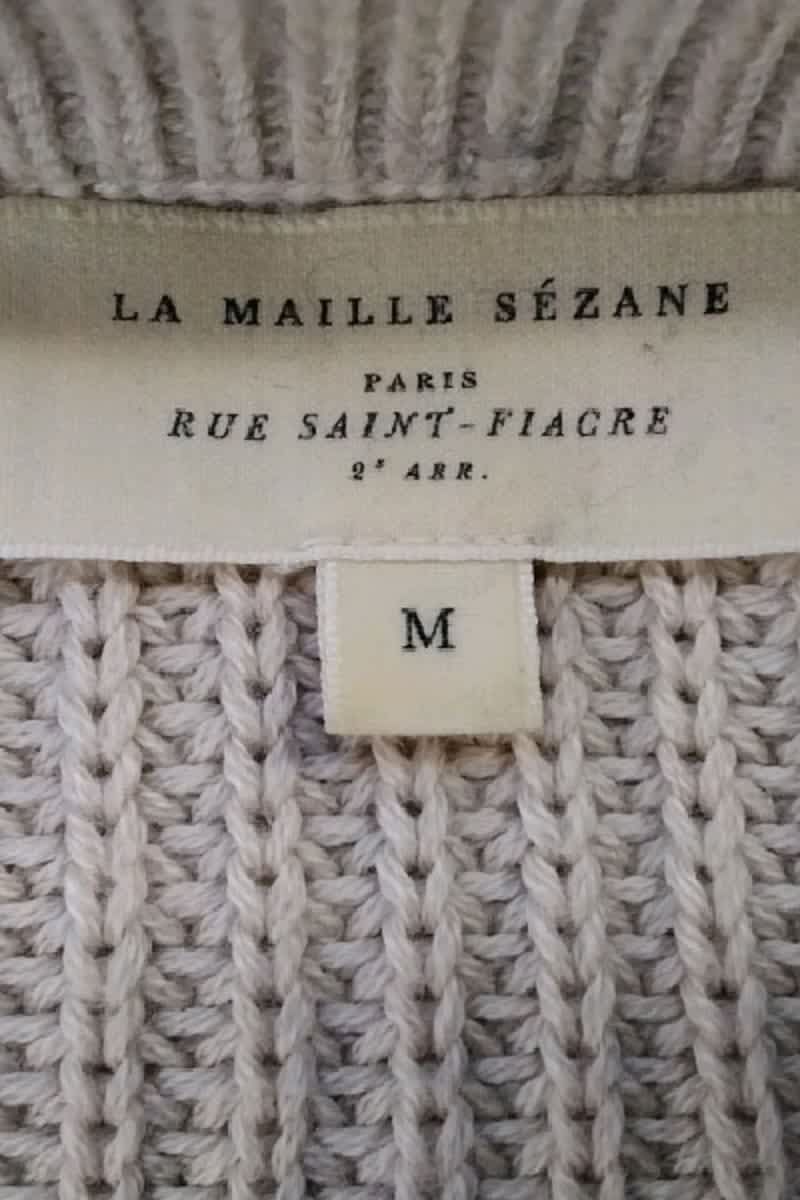 LA MAILLE SÉZANE
PARIS
RUE SAINT-FIACRE
2ᵉ ARR.
M